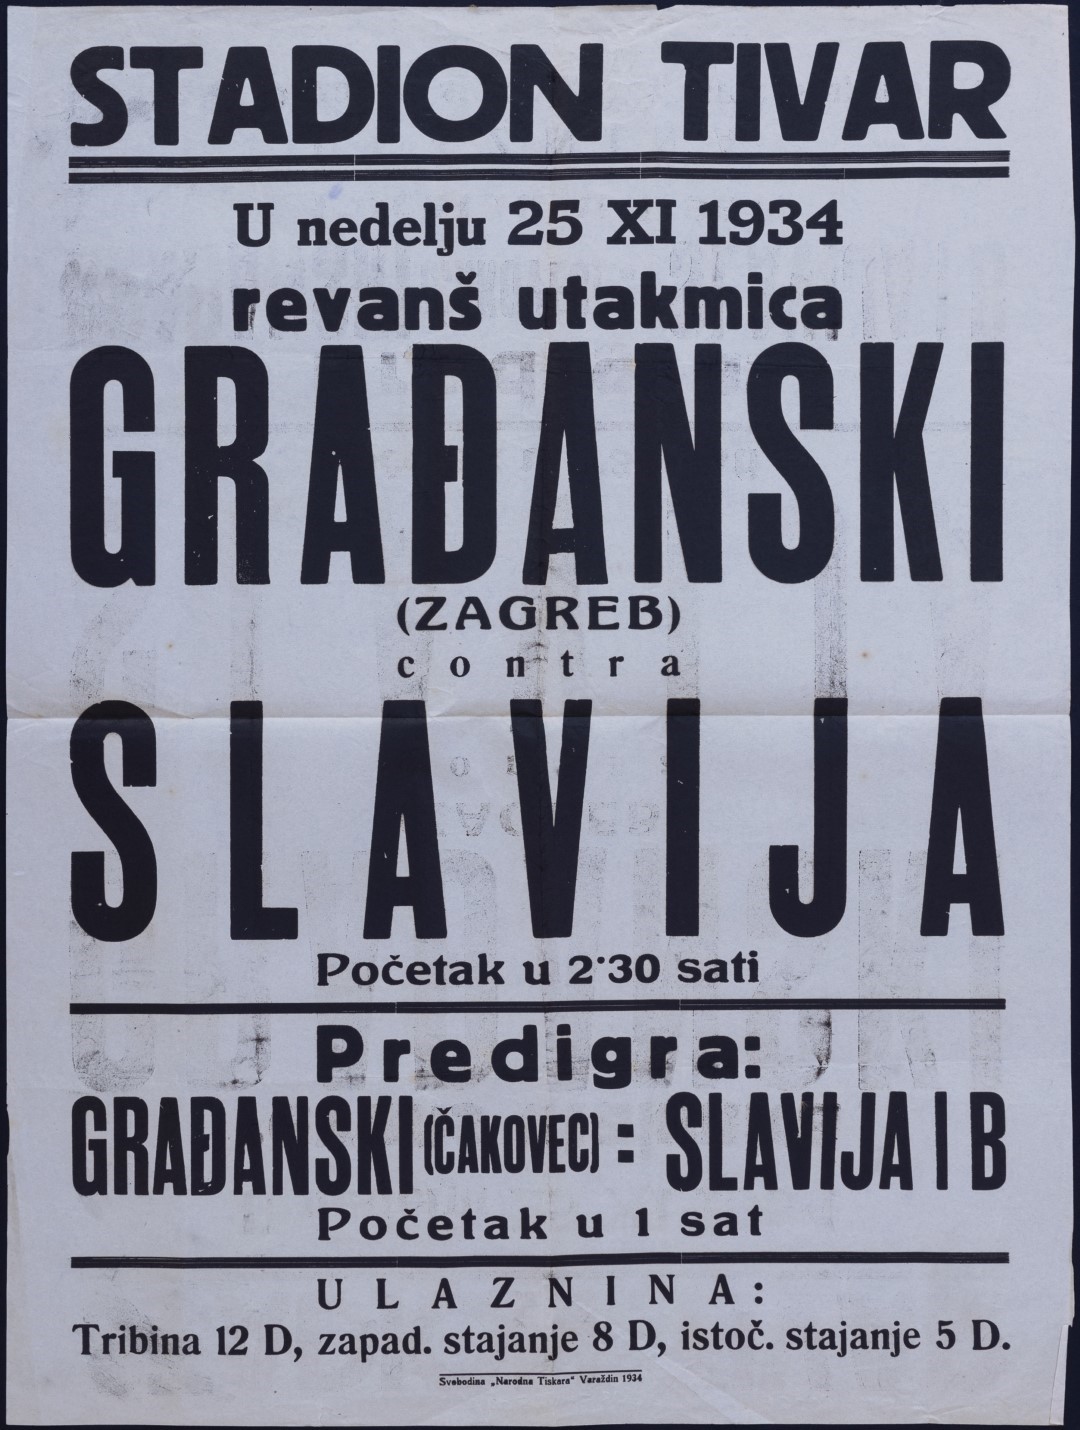 STADION TIVAR
U nedelju 25 XI 1934
revanš utakmica
GRAĐANSKI
(ZAGREB)
contra
SLAVIJA
Početak u 2·30 sati
Predigra:
GRAĐANSKI (ČAKOVEC) = SLAVIJA I B
Početak u 1 sat
ULAZNINA:
Tribina 12 D, zapad. stajanje 8 D, istoč. stajanje 5 D.
Svobodina „Narodna Tiskara“ Varaždin 1934